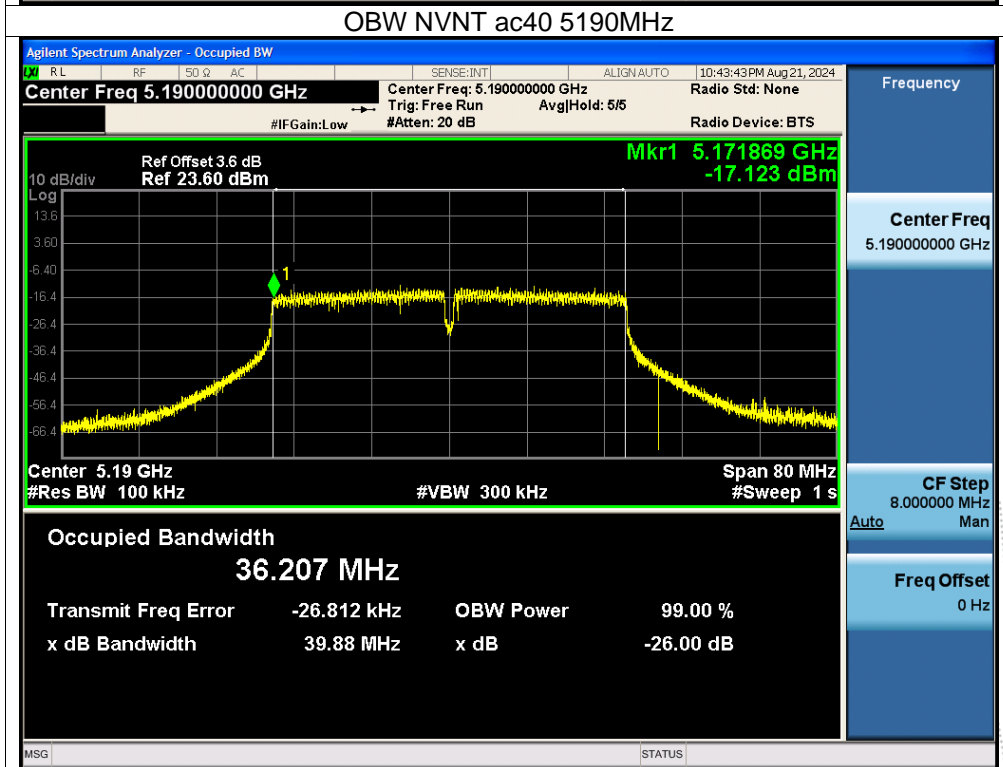 OBW NVNT ac40 5190MHz
Agilent Spectrum Analyzer - Occupied BW
LXI RL RF 50 Ω AC SENSE:INT ALIGN AUTO 10:43:43 PM Aug 21, 2024
Center Freq 5.190000000 GHz Center Freq: 5.190000000 GHz Radio Std: None
Trig: Free Run Avg|Hold: 5/5
#IFGain:Low #Atten: 20 dB Radio Device: BTS
Frequency
Mkr1 5.171869 GHz
-17.123 dBm
Ref Offset 3.6 dB
10 dB/div Ref 23.60 dBm
Log
13.6
3.60
-6.40
-16.4
-26.4
-36.4
-46.4
-56.4
-66.4
1
Center 5.19 GHz Span 80 MHz
#Res BW 100 kHz #VBW 300 kHz #Sweep 1 s
Center Freq
5.190000000 GHz
CF Step
8.000000 MHz
Auto Man
Freq Offset
0 Hz
Occupied Bandwidth
36.207 MHz
Transmit Freq Error -26.812 kHz OBW Power 99.00 %
x dB Bandwidth 39.88 MHz x dB -26.00 dB
MSG STATUS